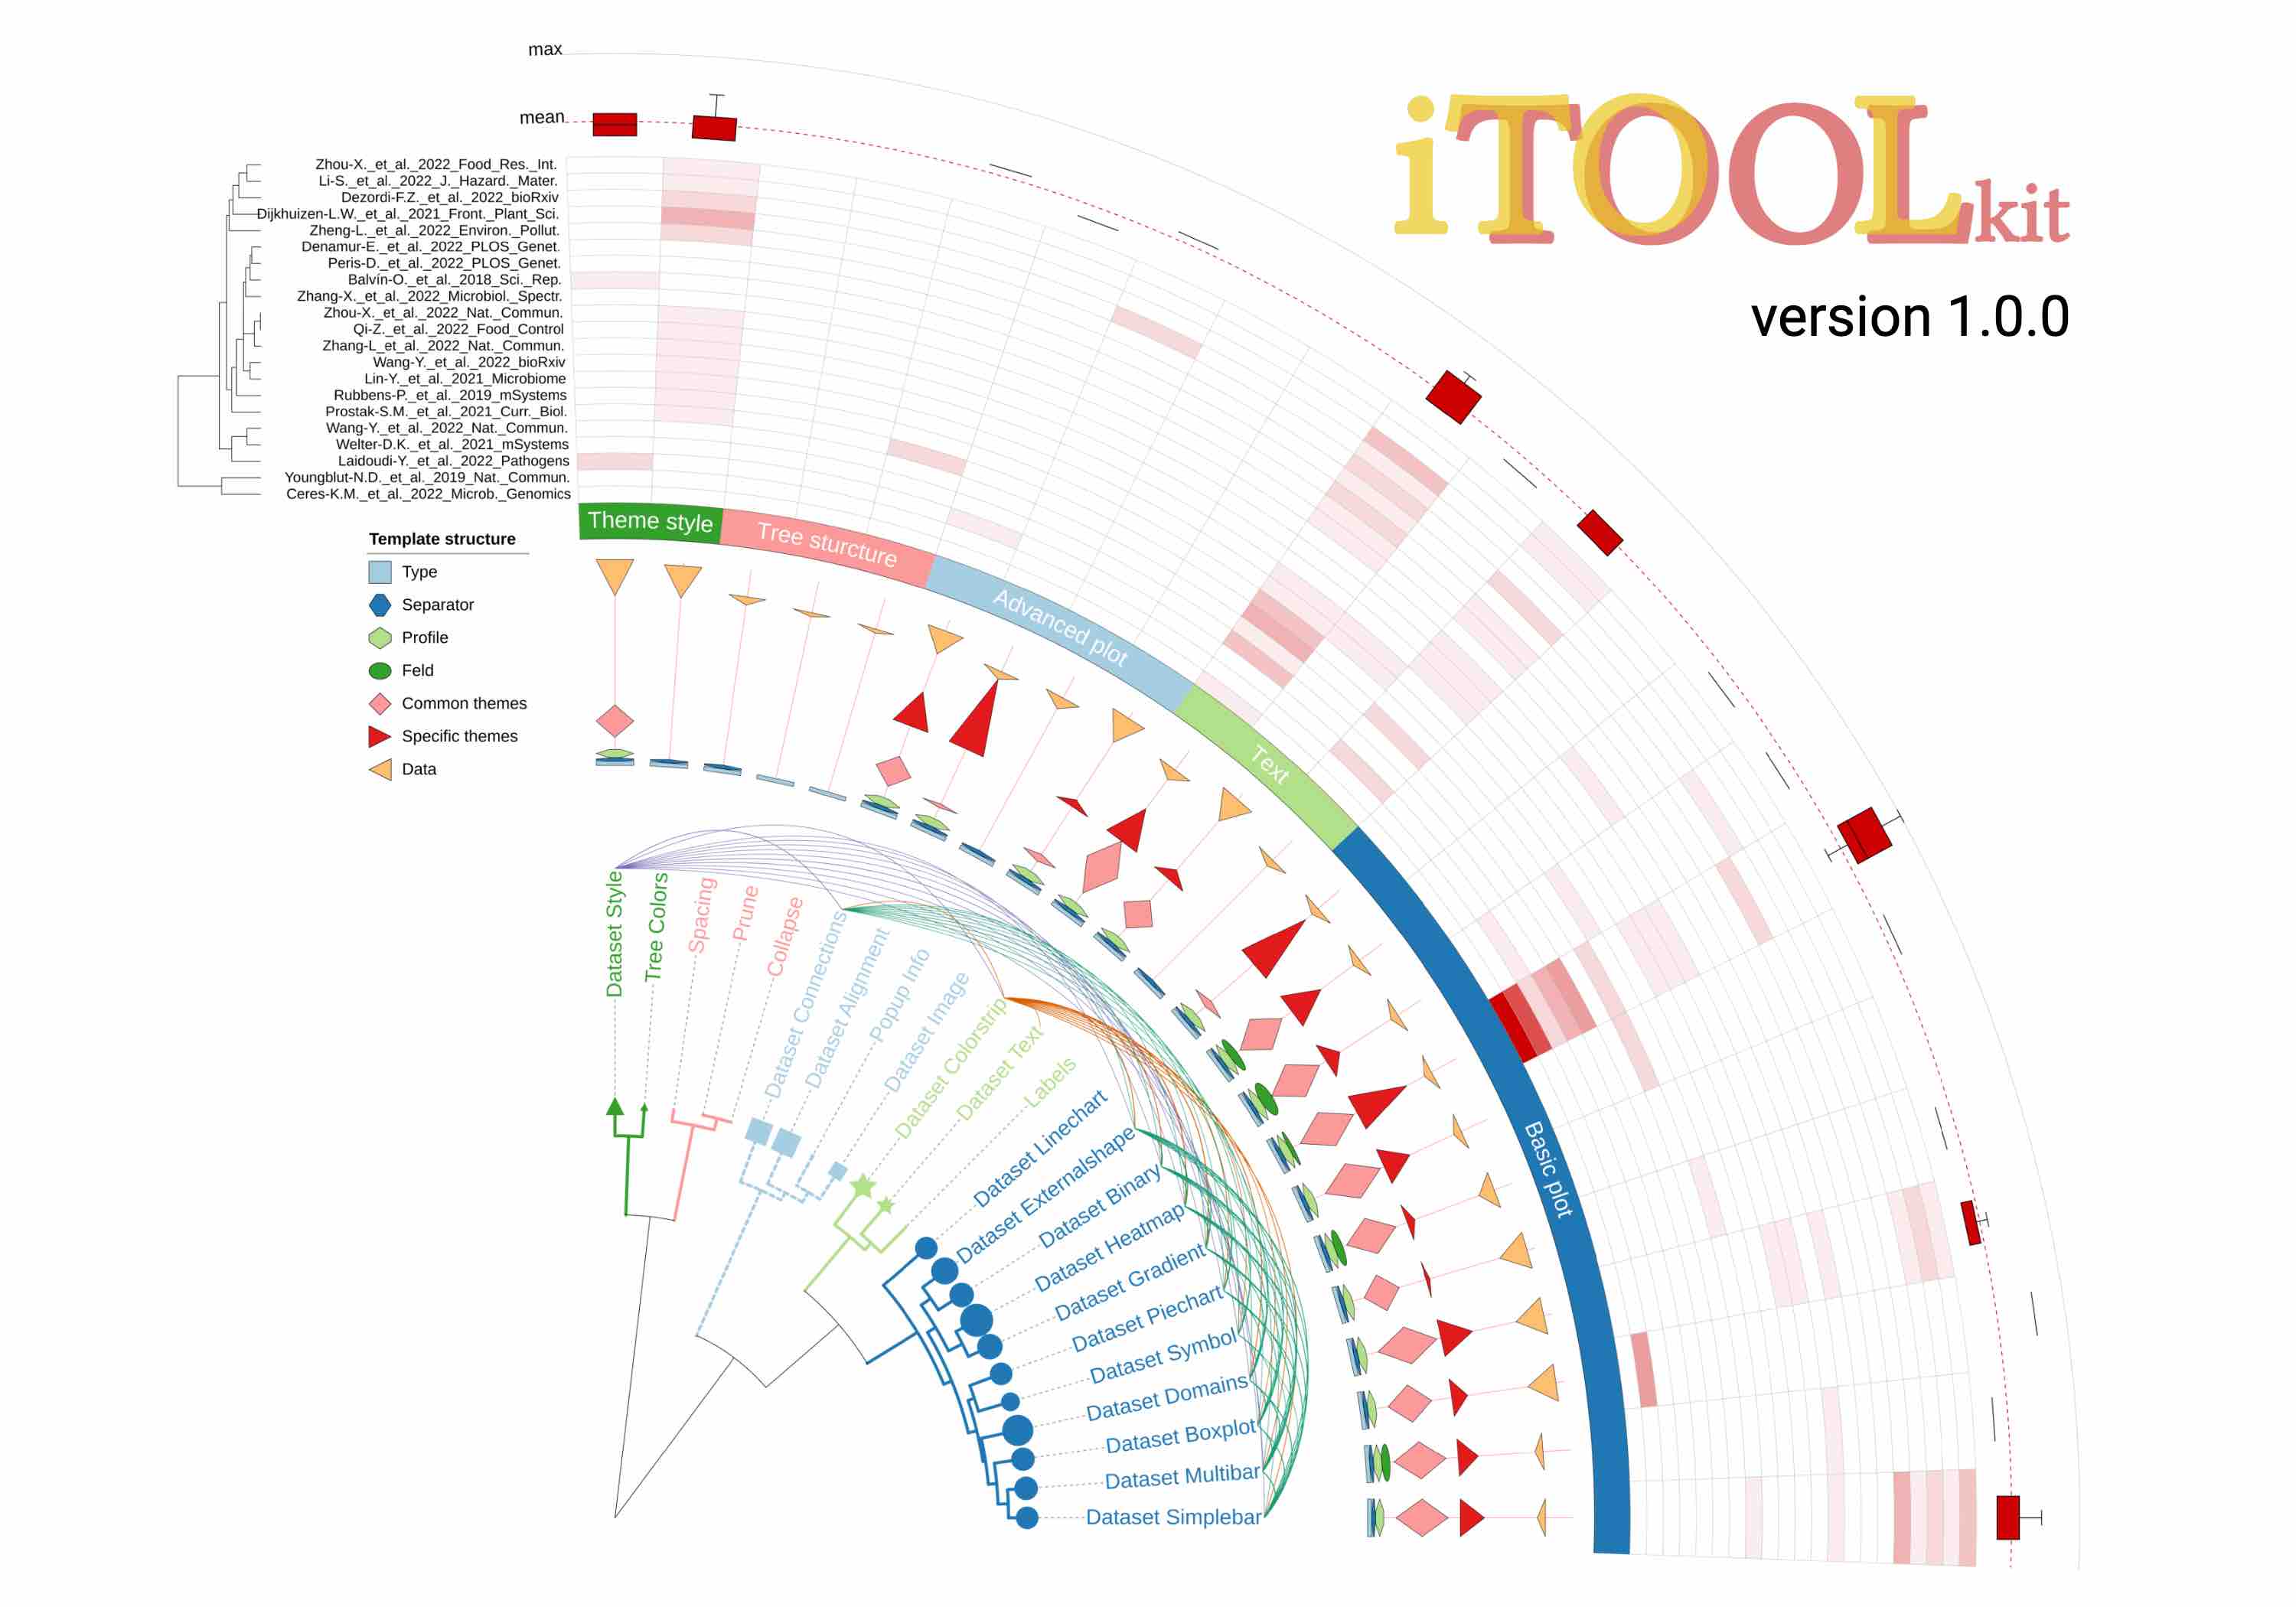 max
mean
iTOOLkit
version 1.0.0
Zhou-X._et_al._2022_Food_Res._Int.
Li-S._et_al._2022_J._Hazard._Mater.
Dezordi-F.Z._et_al._2022_bioRxiv
Dijkhuizen-L.W._et_al._2021_Front._Plant_Sci.
Zheng-L._et_al._2022_Environ._Pollut.
Denamur-E._et_al._2022_PLOS_Genet.
Peris-D._et_al._2022_PLOS_Genet.
Balvín-O._et_al._2018_Sci._Rep.
Zhang-X._et_al._2022_Microbiol._Spectr.
Zhou-X._et_al._2022_Nat._Commun.
Qi-Z._et_al._2022_Food_Control
Zhang-L_et_al._2022_Nat._Commun.
Wang-Y._et_al._2022_bioRxiv
Lin-Y._et_al._2021_Microbiome
Rubbens-P._et_al._2019_mSystems
Prostak-S.M._et_al._2021_Curr._Biol.
Wang-Y._et_al._2022_Nat._Commun.
Welter-D.K._et_al._2021_mSystems
Laidoudi-Y._et_al._2022_Pathogens
Youngblut-N.D._et_al._2019_Nat._Commun.
Ceres-K.M._et_al._2022_Microb._Genomics
Theme style
Tree sturcture
Advanced plot
Text
Basic plot
Template structure
Type
Separator
Profile
Feld
Common themes
Specific themes
Data
Dataset Style
Tree Colors
Spacing
Prune
Collapse
Dataset Connections
Dataset Alignment
Popup Info
Dataset Image
Dataset Colorstrip
Dataset Text
Labels
Dataset Linechart
Dataset Externalshape
Dataset Binary
Dataset Heatmap
Dataset Gradient
Dataset Piechart
Dataset Symbol
Dataset Domains
Dataset Boxplot
Dataset Multibar
Dataset Simplebar